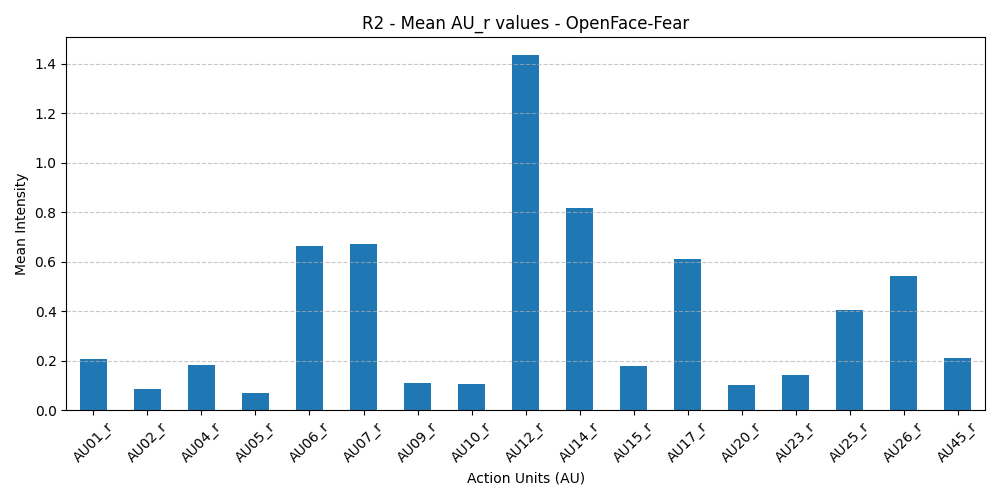 R2 - Mean AU_r values - OpenFace-Fear
Mean Intensity
1.4
1.2
1.0
0.8
0.6
0.4
0.2
0.0
AU01_r AU02_r AU04_r AU05_r AU06_r AU07_r AU09_r AU10_r AU12_r AU14_r AU15_r AU17_r AU20_r AU23_r AU25_r AU26_r AU45_r
Action Units (AU)